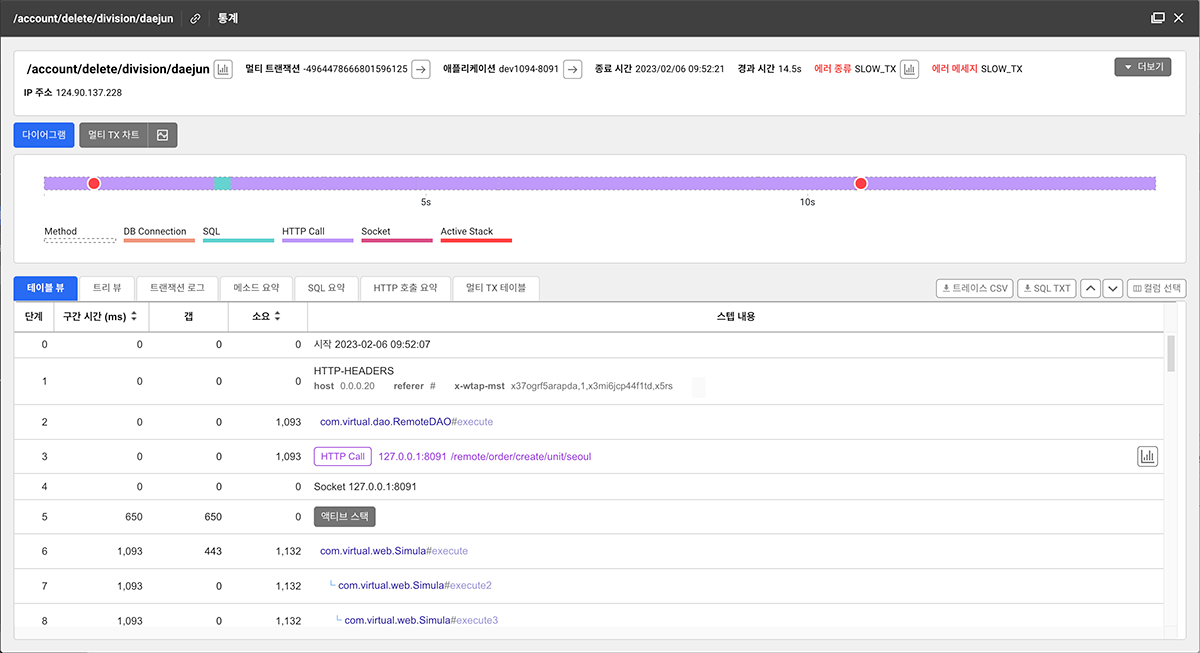 /account/delete/division/daejun 통계
/account/delete/division/daejun 멀티 트랜잭션 -4964478666801596125 애플리케이션 dev1094-8091 종료 시간 2023/02/06 09:52:21 경과 시간 14.5s 에러 종류 SLOW_TX 에러 메세지 SLOW_TX 더보기
IP 주소 124.90.137.228
다이어그램 멀티 TX 차트
5s 10s
Method DB Connection SQL HTTP Call Socket Active Stack
테이블 뷰 트리 뷰 트랜잭션 로그 메소드 요약 SQL 요약 HTTP 호출 요약 멀티 TX 테이블 트레이스 CSV SQL TXT 컬럼 선택
단계 구간 시간 (ms) 갭 소요 스텝 내용
0 0 0 0 시작 2023-02-06 09:52:07
1 0 0 0 HTTP-HEADERS
host 0.0.0.20 referer # x-wtap-mst x37ogrf5arapda,1,x3mi6jcp44f1td,x5rs
2 0 0 1,093 com.virtual.dao.RemoteDAO#execute
3 0 0 1,093 HTTP Call 127.0.0.1:8091 /remote/order/create/unit/seoul
4 0 0 0 Socket 127.0.0.1:8091
5 650 650 0 액티브 스택
6 1,093 443 1,132 com.virtual.web.Simula#execute
7 1,093 0 1,132 com.virtual.web.Simula#execute2
8 1,093 0 1,132 com.virtual.web.Simula#execute3